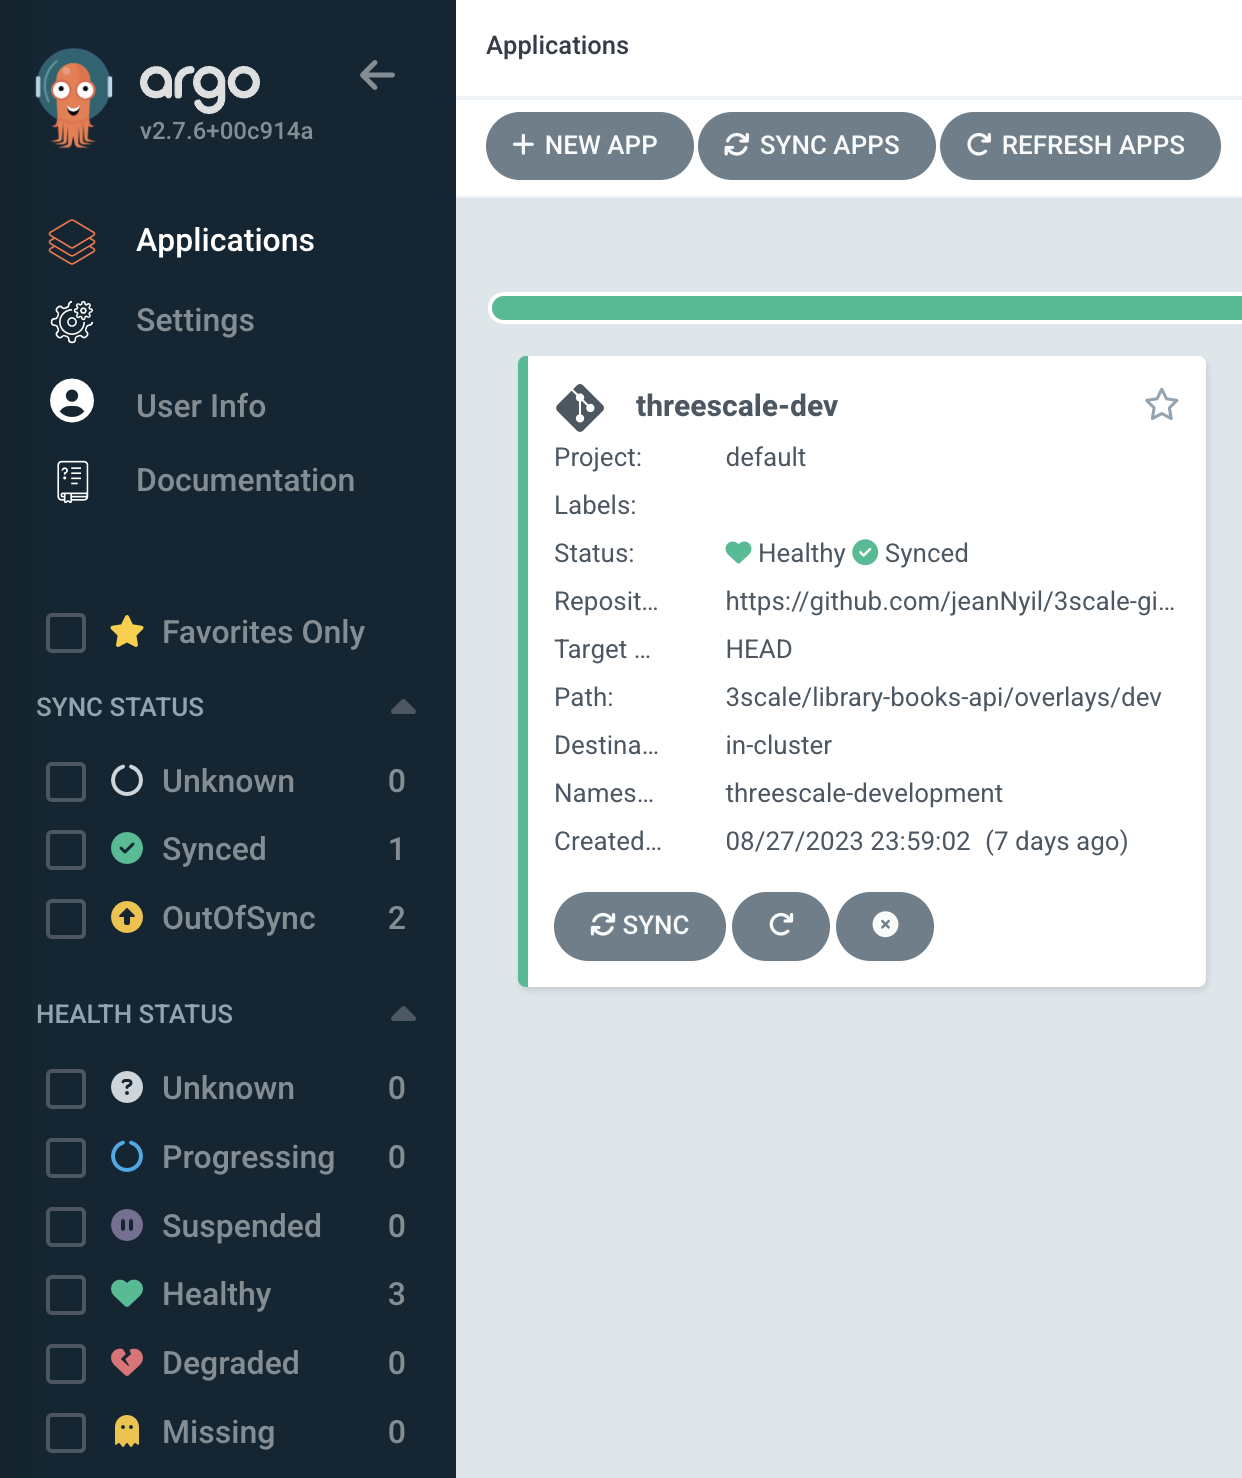 argo
v2.7.6+00c914a
Applications
Settings
User Info
Documentation
Favorites Only
SYNC STATUS
Unknown 0
Synced 1
OutOfSync 2
HEALTH STATUS
Unknown 0
Progressing 0
Suspended 0
Healthy 3
Degraded 0
Missing 0
Applications
NEW APP SYNC APPS REFRESH APPS
threescale-dev
Project: default
Labels:
Status: Healthy Synced
Reposit... https://github.com/jeanNyil/3scale-gi...
Target ... HEAD
Path: 3scale/library-books-api/overlays/dev
Destina... in-cluster
Names... threescale-development
Created... 08/27/2023 23:59:02 (7 days ago)
SYNC